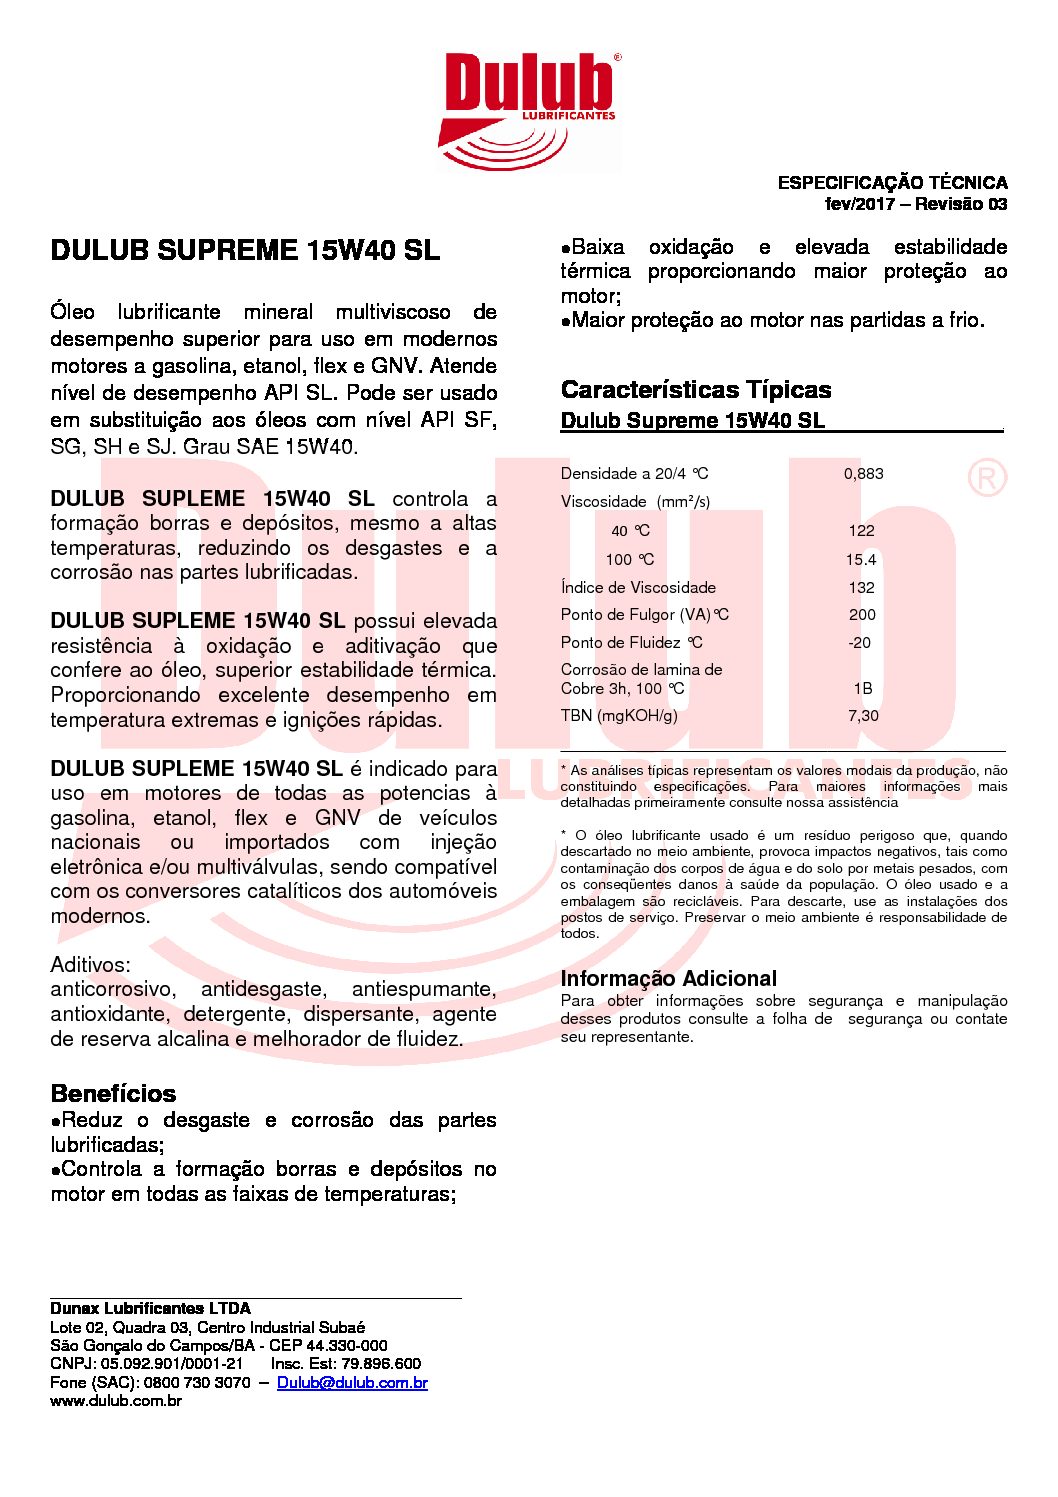 Dulub®
LUBRIFICANTES
ESPECIFICAÇÃO TÉCNICA
fev/2017 – Revisão 03
DULUB SUPREME 15W40 SL
Óleo lubrificante mineral multiviscoso de
desempenho superior para uso em modernos
motores a gasolina, etanol, flex e GNV. Atende
nível de desempenho API SL. Pode ser usado
em substituição aos óleos com nível API SF,
SG, SH e SJ. Grau SAE 15W40.
DULUB SUPLEME 15W40 SL controla a
formação borras e depósitos, mesmo a altas
temperaturas, reduzindo os desgastes e a
corrosão nas partes lubrificadas.
DULUB SUPLEME 15W40 SL possui elevada
resistência à oxidação e aditivação que
confere ao óleo, superior estabilidade térmica.
Proporcionando excelente desempenho em
temperatura extremas e ignições rápidas.
DULUB SUPLEME 15W40 SL é indicado para
uso em motores de todas as potencias à
gasolina, etanol, flex e GNV de veículos
nacionais ou importados com injeção
eletrônica e/ou multiválvulas, sendo compatível
com os conversores catalíticos dos automóveis
modernos.
Aditivos:
anticorrosivo, antidesgaste, antiespumante,
antioxidante, detergente, dispersante, agente
de reserva alcalina e melhorador de fluidez.
Benefícios
●Reduz o desgaste e corrosão das partes
lubrificadas;
●Controla a formação borras e depósitos no
motor em todas as faixas de temperaturas;
●Baixa oxidação e elevada estabilidade
térmica proporcionando maior proteção ao
motor;
●Maior proteção ao motor nas partidas a frio.
Características Típicas
Dulub Supreme 15W40 SL
Densidade a 20/4 °C 0,883
Viscosidade (mm²/s)
40 °C 122
100 °C 15.4
Índice de Viscosidade 132
Ponto de Fulgor (VA)°C 200
Ponto de Fluidez °C -20
Corrosão de lamina de
Cobre 3h, 100 °C 1B
TBN (mgKOH/g) 7,30
* As análises típicas representam os valores modais da produção, não
constituindo especificações. Para maiores informações mais
detalhadas primeiramente consulte nossa assistência
* O óleo lubrificante usado é um resíduo perigoso que, quando
descartado no meio ambiente, provoca impactos negativos, tais como
contaminação dos corpos de água e do solo por metais pesados, com
os conseqüentes danos à saúde da população. O óleo usado e a
embalagem são recicláveis. Para descarte, use as instalações dos
postos de serviço. Preservar o meio ambiente é responsabilidade de
todos.
Informação Adicional
Para obter informações sobre segurança e manipulação
desses produtos consulte a folha de segurança ou contate
seu representante.
Dunax Lubrificantes LTDA
Lote 02, Quadra 03, Centro Industrial Subaé
São Gonçalo do Campos/BA - CEP 44.330-000
CNPJ: 05.092.901/0001-21 Insc. Est: 79.896.600
Fone (SAC): 0800 730 3070 – Dulub@dulub.com.br
www.dulub.com.br
Dulub®
LUBRIFICANTES